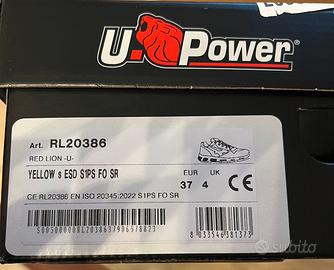 U.Power®
Art. RL20386
RED LION -U-
YELLOW s ESD S1PS FO SR
EUR UK
37 4 CE
CE RL20386 EN ISO 20345:2022 S1PS FO SR
8033546381373
subito